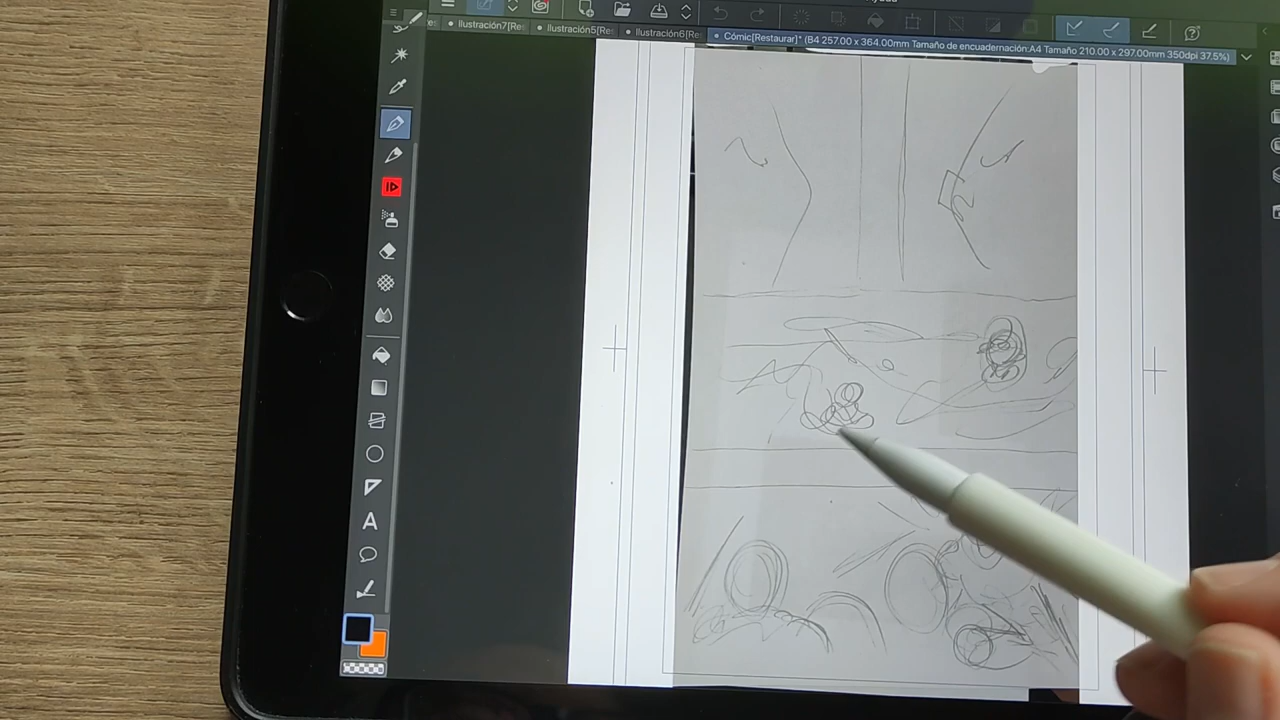 Ilustración7[Re
Ilustración5[Re
Ilustración6[Re
Cómic[Restaurar]* (B4 257.00 x 364.00mm Tamaño de encuadernación:A4 Tamaño 210.00 x 297.00mm 350dpi 37.5%)
A